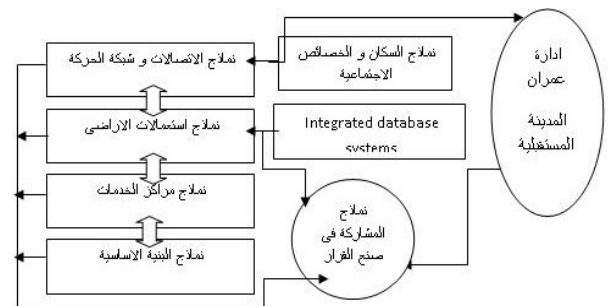 نماذج الاتصالات و شبكة الحركة
نماذج السكان و الخصائص
الاجتماعية
ادارة
عمران
المدينة
المستقبلية
نماذج استعمالات الاراضى
Integrated database
systems
نماذج مراكز الخدمات
نماذج
المشاركة فى
صنع القرار
نماذج البنية الاساسية